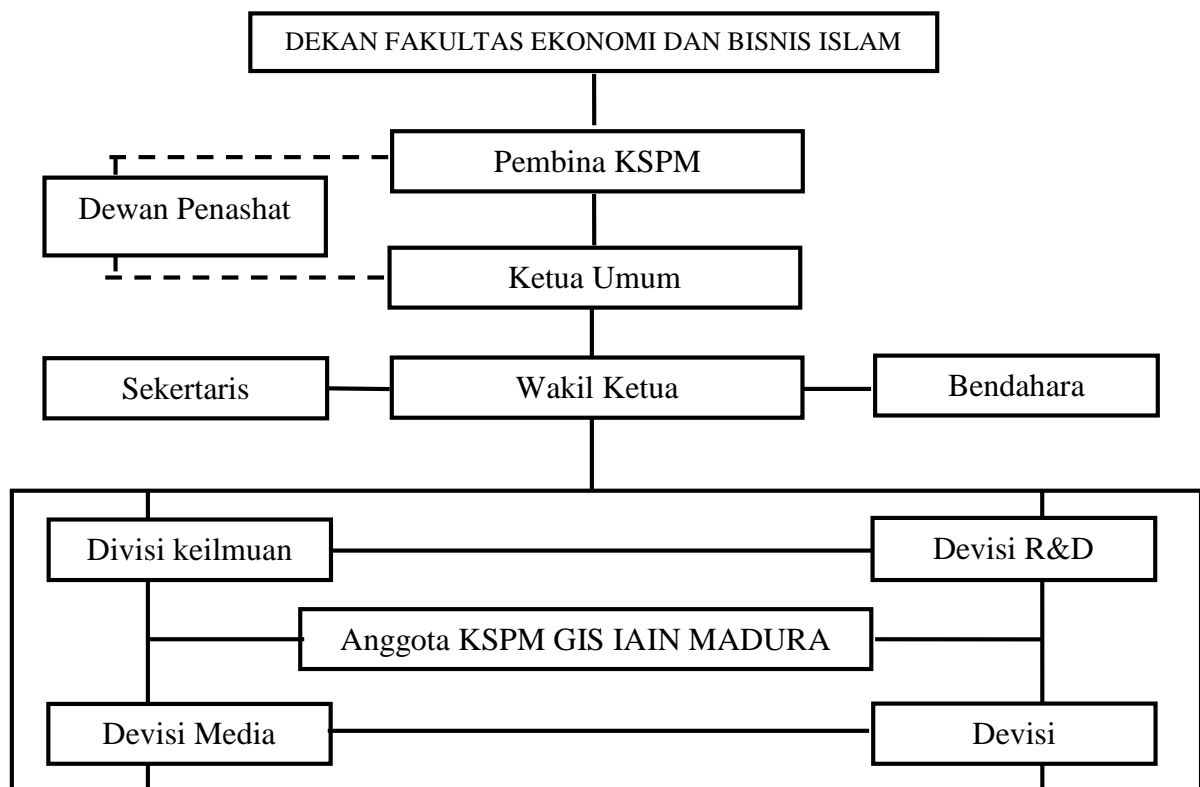 DEKAN FAKULTAS EKONOMI DAN BISNIS ISLAM
Pembina KSPM
Dewan Penashat
Ketua Umum
Sekertaris
Wakil Ketua
Bendahara
Divisi keilmuan
Devisi R&D
Anggota KSPM GIS IAIN MADURA
Devisi Media
Devisi